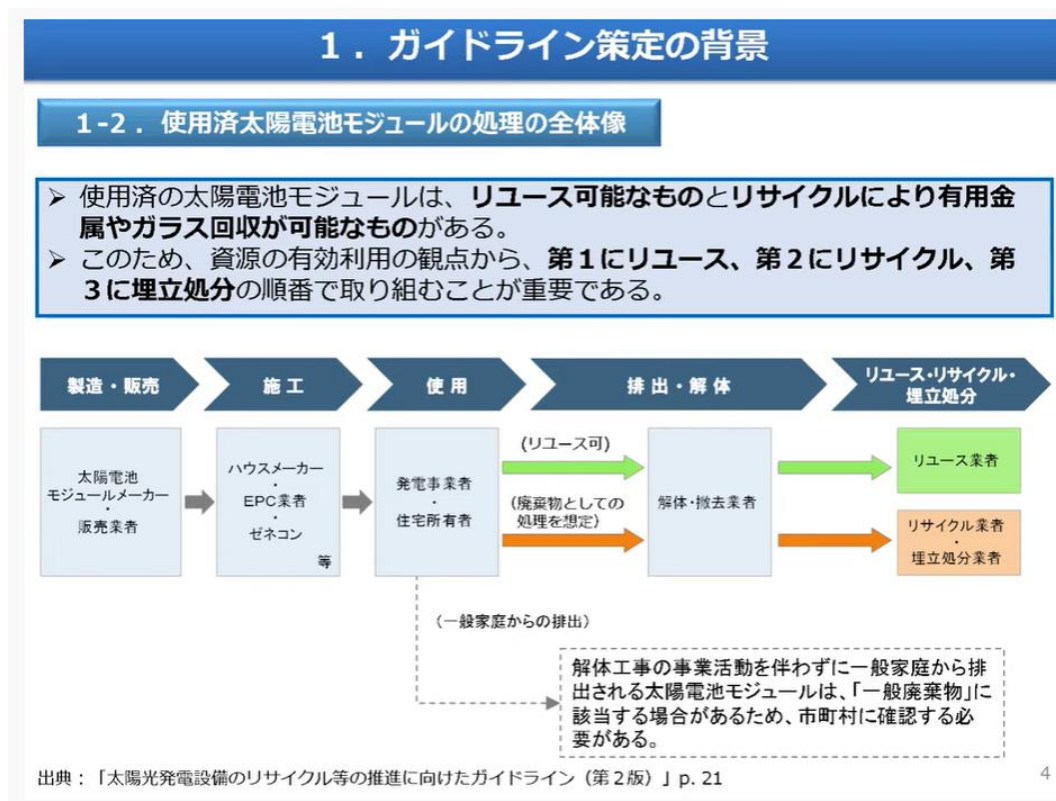 1．ガイドライン策定の背景
1-2．使用済太陽電池モジュールの処理の全体像
➢ 使用済の太陽電池モジュールは、リユース可能なものとリサイクルにより有用金
属やガラス回収が可能なものがある。
➢ このため、資源の有効利用の観点から、第１にリユース、第２にリサイクル、第
３に埋立処分の順番で取り組むことが重要である。
製造・販売
施工
使用
排出・解体
リユース・リサイクル・
埋立処分
太陽電池
モジュールメーカー
・
販売業者
ハウスメーカー
・
EPC業者
・
ゼネコン
等
発電事業者
・
住宅所有者
(リユース可)
(廃棄物としての
処理を想定)
解体・撤去業者
リユース業者
リサイクル業者
・
埋立処分業者
(一般家庭からの排出)
解体工事の事業活動を伴わずに一般家庭から排
出される太陽電池モジュールは、「一般廃棄物」に
該当する場合があるため、市町村に確認する必
要がある。
出典：「太陽光発電設備のリサイクル等の推進に向けたガイドライン（第２版）」p. 21
4